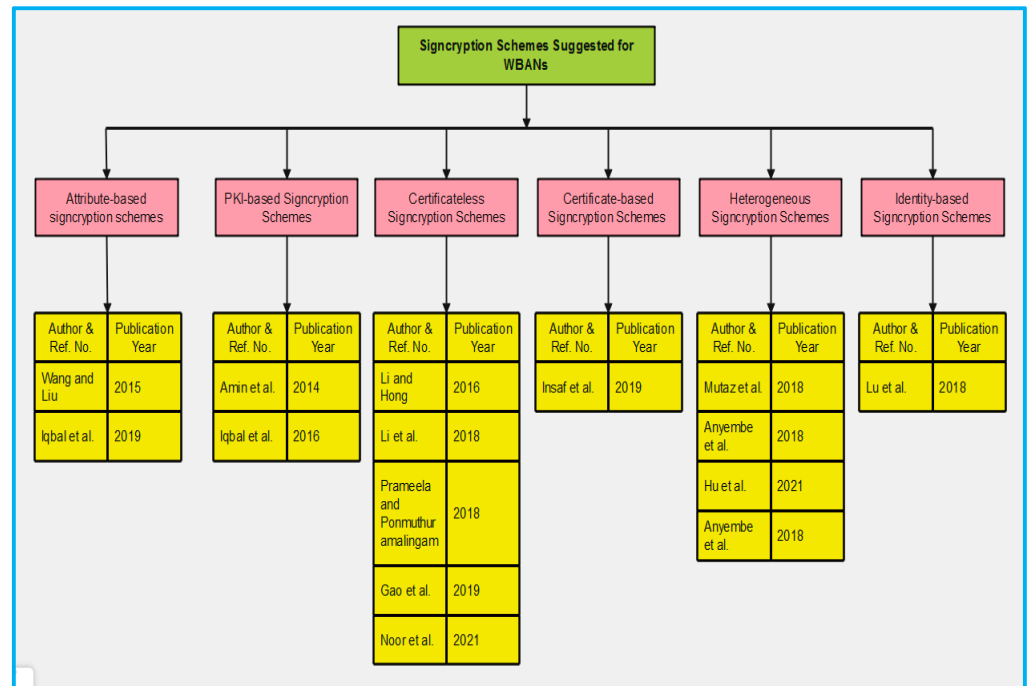 Signcryption Schemes Suggested for
WBANs
Attribute-based
signcryption schemes
PKI-based Signcryption
Schemes
Certificateless
Signcryption Schemes
Certificate-based
Signcryption Schemes
Heterogeneous
Signcryption Schemes
Identity-based
Signcryption Schemes
Author &
Ref. No.
Publication
Year
Wang and
Liu
2015
Iqbal et al.
2019
Author &
Ref. No.
Publication
Year
Amin et al.
2014
Iqbal et al.
2016
Author &
Ref. No.
Publication
Year
Li and
Hong
2016
Li et al.
2018
Prameela
and
Ponmuthur
amalingam
2018
Gao et al.
2019
Noor et al.
2021
Author &
Ref. No.
Publication
Year
Insaf et al.
2019
Author &
Ref. No.
Publication
Year
Mutaz et al.
2018
Anyembe
et al.
2018
Hu et al.
2021
Anyembe
et al.
2018
Author &
Ref. No.
Publication
Year
Lu et al.
2018